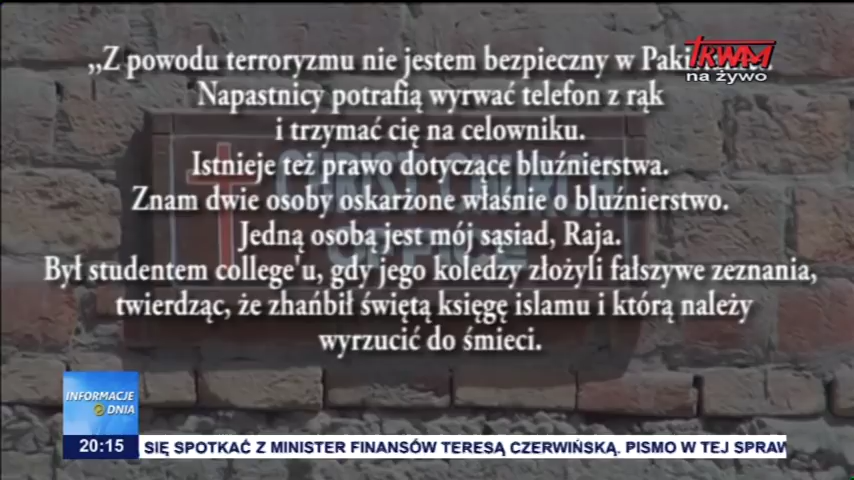 „Z powodu terroryzmu nie jestem bezpieczny w
TRWAM
na żywo
Napastnicy potrafią wyrwać telefon z rąk
i trzymać cię na celowniku.
Istnieje też prawo dotyczące bluźnierstwa.
Znam dwie osoby oskarżone właśnie o bluźnierstwo.
Jedną osobą jest mój sąsiad, Raja.
Był studentem college'u, gdy jego koledzy złożyli fałszywe zeznania,
twierdząc, że zhańbił świętą księgę islamu i którą należy
wyrzucić do śmieci.
CHRIST CHURCH
OFFICE
INFORMACJE
DNIA
20:15 SIĘ SPOTKAĆ Z MINISTER FINANSÓW TERESĄ CZERWIŃSKĄ. PISMO W TEJ SPRAW